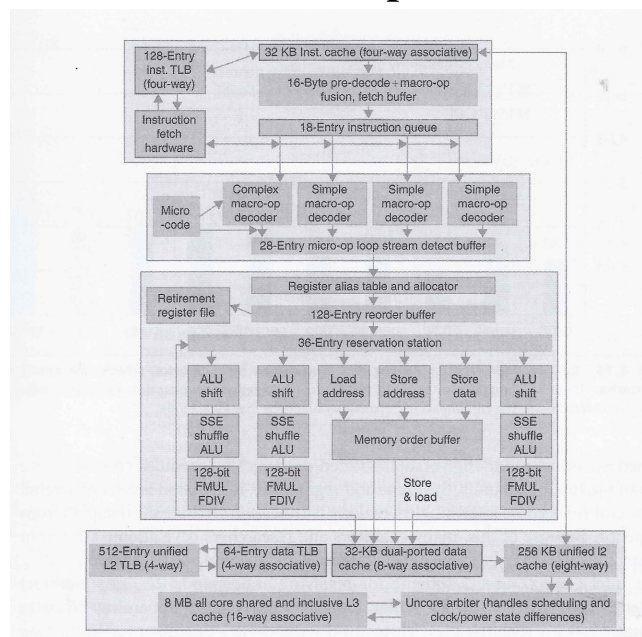 128-Entry
inst. TLB
(four-way)
32 KB Inst. cache (four-way associative)
16-Byte pre-decode+macro-op
fusion, fetch buffer
Instruction
fetch
hardware
18-Entry instruction queue
Micro
-code
Complex
macro-op
decoder
Simple
macro-op
decoder
Simple
macro-op
decoder
Simple
macro-op
decoder
28-Entry micro-op loop stream detect buffer
Register alias table and allocator
Retirement
register file
128-Entry reorder buffer
36-Entry reservation station
ALU
shift
ALU
shift
Load
address
Store
address
Store
data
ALU
shift
SSE
shuffle
ALU
SSE
shuffle
ALU
Memory order buffer
SSE
shuffle
ALU
128-bit
FMUL
FDIV
128-bit
FMUL
FDIV
Store
& load
128-bit
FMUL
FDIV
512-Entry unified
L2 TLB (4-way)
64-Entry data TLB
(4-way associative)
32-KB dual-ported data
cache (8-way associative)
256 KB unified l2
cache (eight-way)
8 MB all core shared and inclusive L3
cache (16-way associative)
Uncore arbiter (handles scheduling and
clock/power state differences)